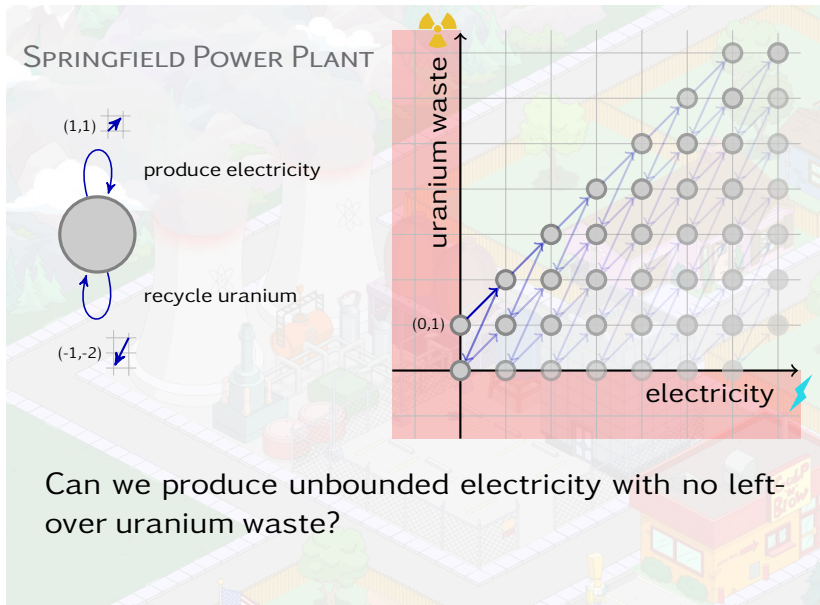 SPRINGFIELD POWER PLANT
(1,1)
produce electricity
recycle uranium
(-1,-2)
uranium waste
(0,1)
electricity
Can we produce unbounded electricity with no left-
over uranium waste?